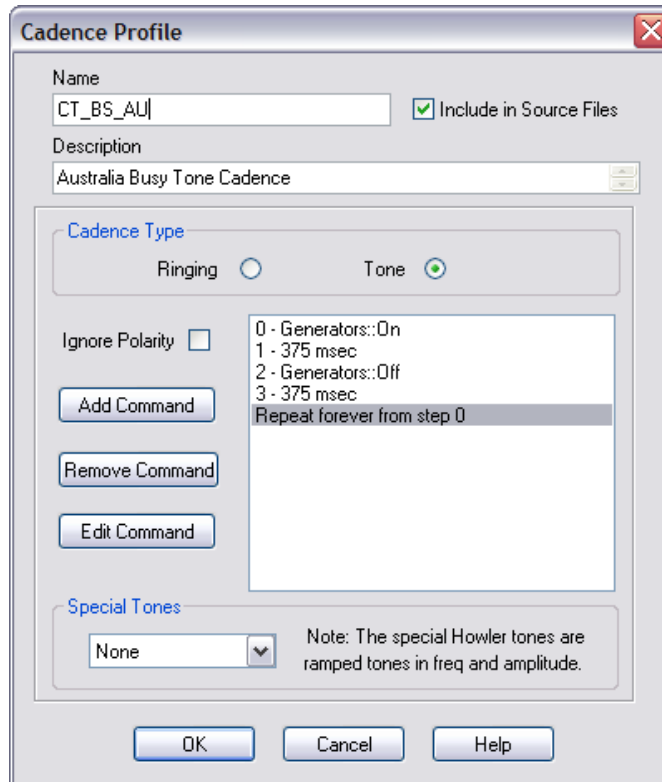 Cadence Profile
Name
CT_BS_AU
Include in Source Files
Description
Australia Busy Tone Cadence
Cadence Type
Ringing
Tone
Ignore Polarity
0 - Generators::On
1 - 375 msec
2 - Generators::Off
3 - 375 msec
Repeat forever from step 0
Add Command
Remove Command
Edit Command
Special Tones
None
Note: The special Howler tones are
ramped tones in freq and amplitude.
OK
Cancel
Help